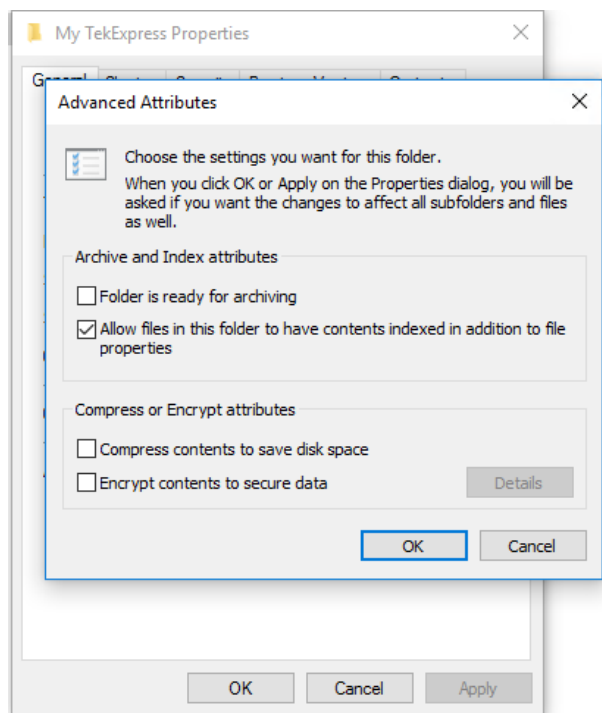 My TekExpress Properties
General
Advanced Attributes
Choose the settings you want for this folder.
When you click OK or Apply on the Properties dialog, you will be
asked if you want the changes to affect all subfolders and files
as well.
Archive and Index attributes
Folder is ready for archiving
Allow files in this folder to have contents indexed in addition to file
properties
Compress or Encrypt attributes
Compress contents to save disk space
Encrypt contents to secure data
Details
OK
Cancel
OK
Cancel
Apply